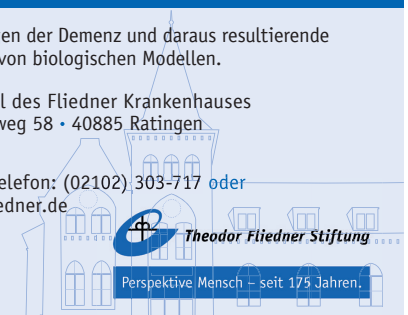 en der Demenz und daraus resultierende
von biologischen Modellen.
l des Fliedner Krankenhauses
weg 58 • 40885 Ratingen
elefon: (02102) 303-717 oder
edner.de
Theodor Fliedner Stiftung
Perspektive Mensch – seit 175 Jahren.